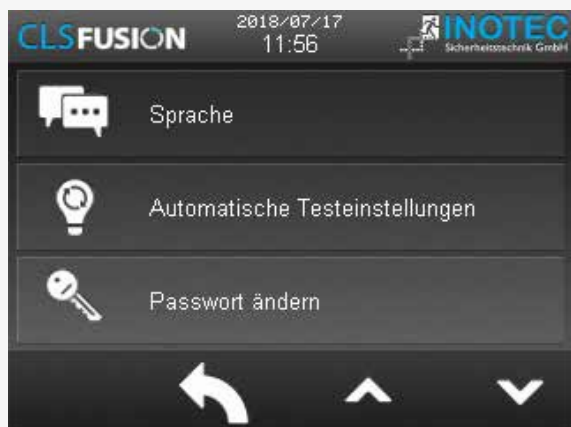 CLSFUSION
2018/07/17
11:56
INOTEC
Sicherheitstechnik GmbH
Sprache
Automatische Testeinstellungen
Passwort ändern